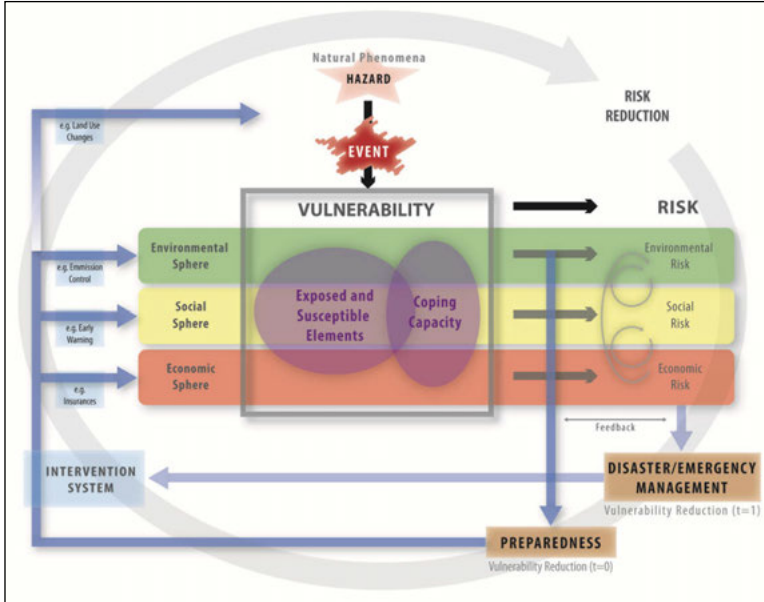 Natural Phenomena
HAZARD
e.g. Land Use
Changes
RISK
REDUCTION
EVENT
VULNERABILITY
RISK
Environmental
Sphere
Environmental
Risk
e.g. Emmission
Control
Exposed and
Susceptible
Elements
Coping
Capacity
Social
Sphere
Social
Risk
e.g. Early
Warning
Economic
Sphere
Economic
Risk
e.g.
Insurances
Feedback
INTERVENTION
SYSTEM
DISASTER/EMERGENCY
MANAGEMENT
Vulnerability Reduction (t=1)
PREPAREDNESS
Vulnerability Reduction (t=0)